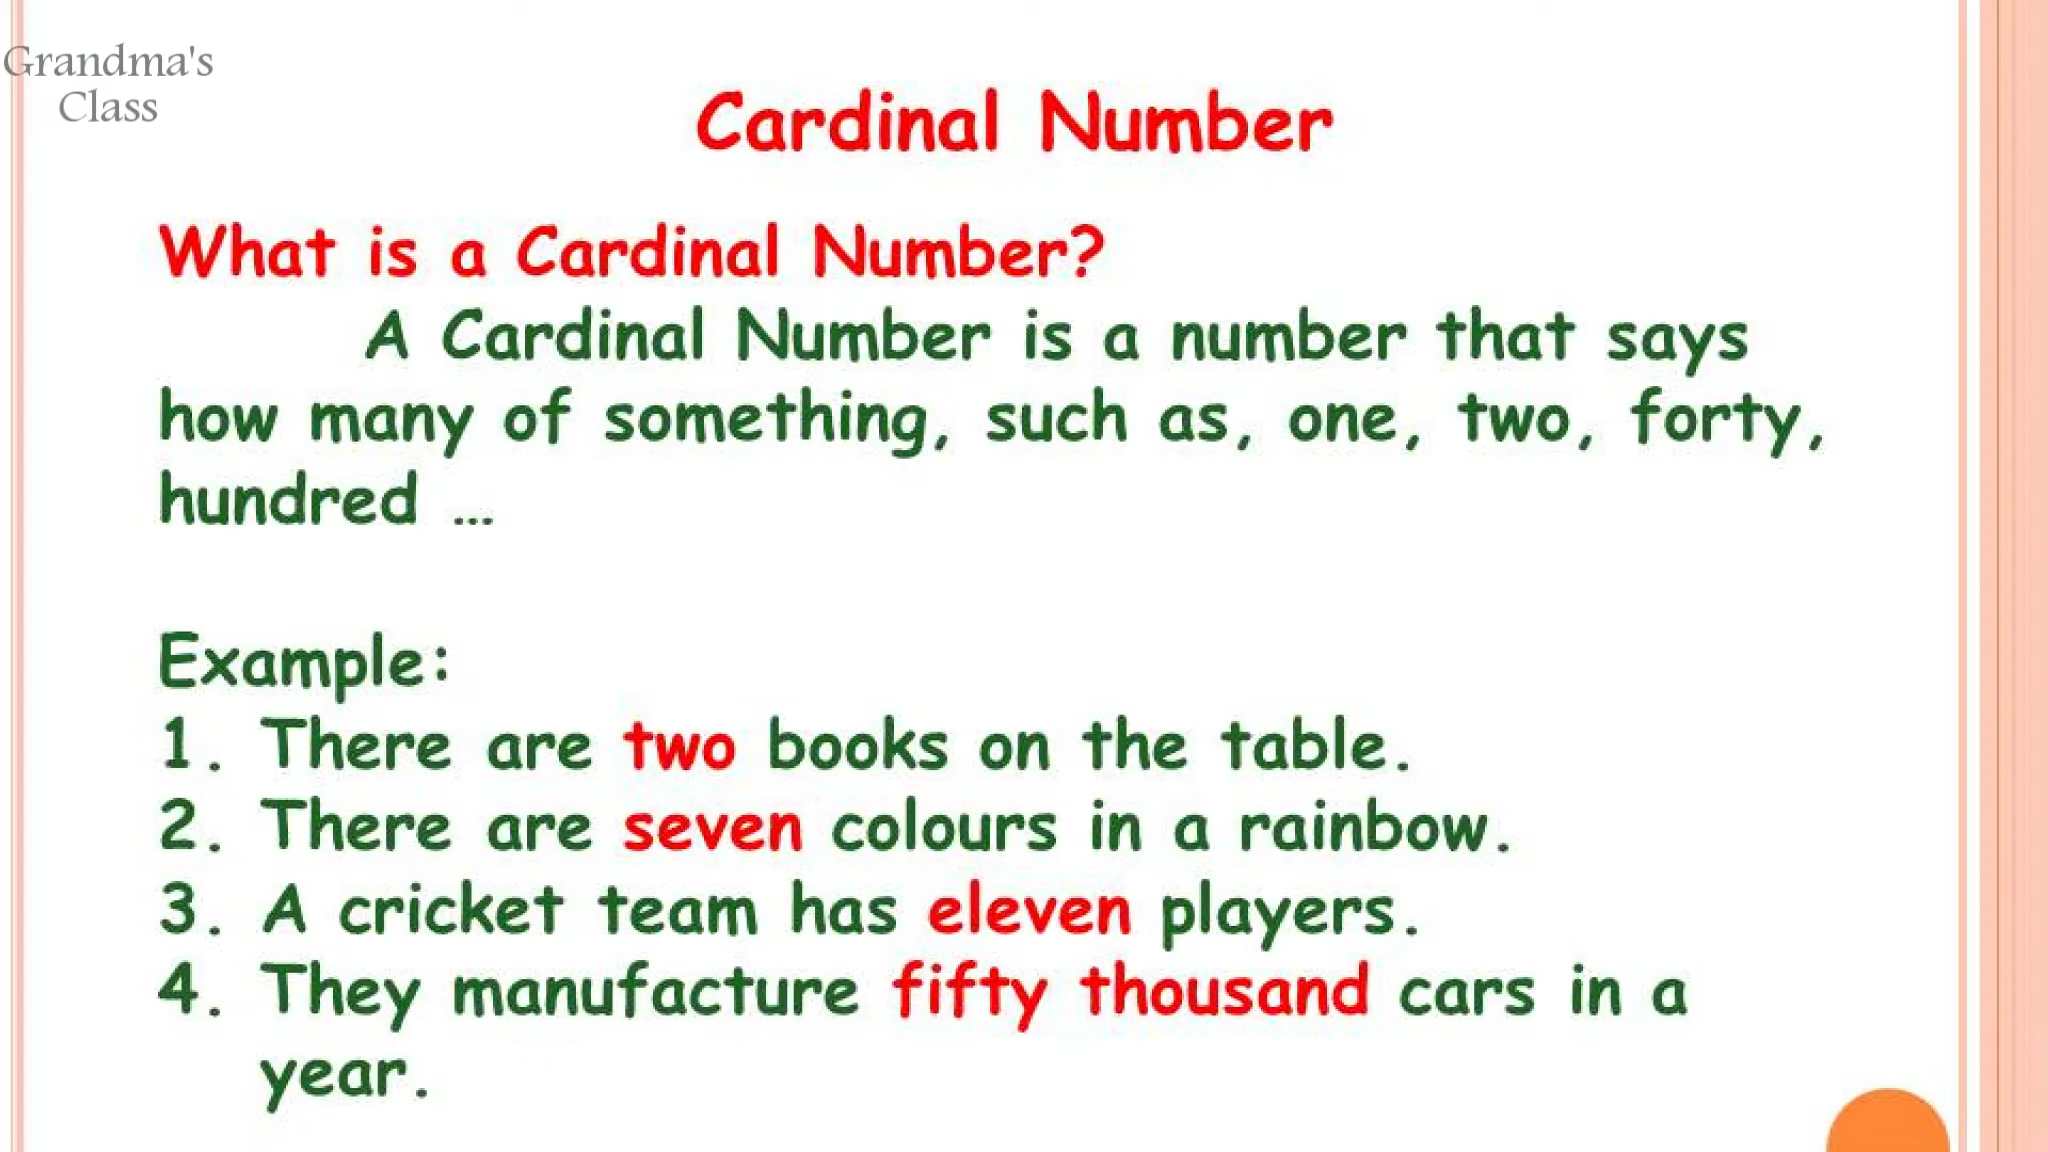 Grandma's
Class
Cardinal Number
What is a Cardinal Number?
A Cardinal Number is a number that says
how many of something, such as, one, two, forty,
hundred ...
Example:
1. There are two books on the table.
2. There are seven colours in a rainbow.
3. A cricket team has eleven players.
4. They manufacture fifty thousand cars in a
year.